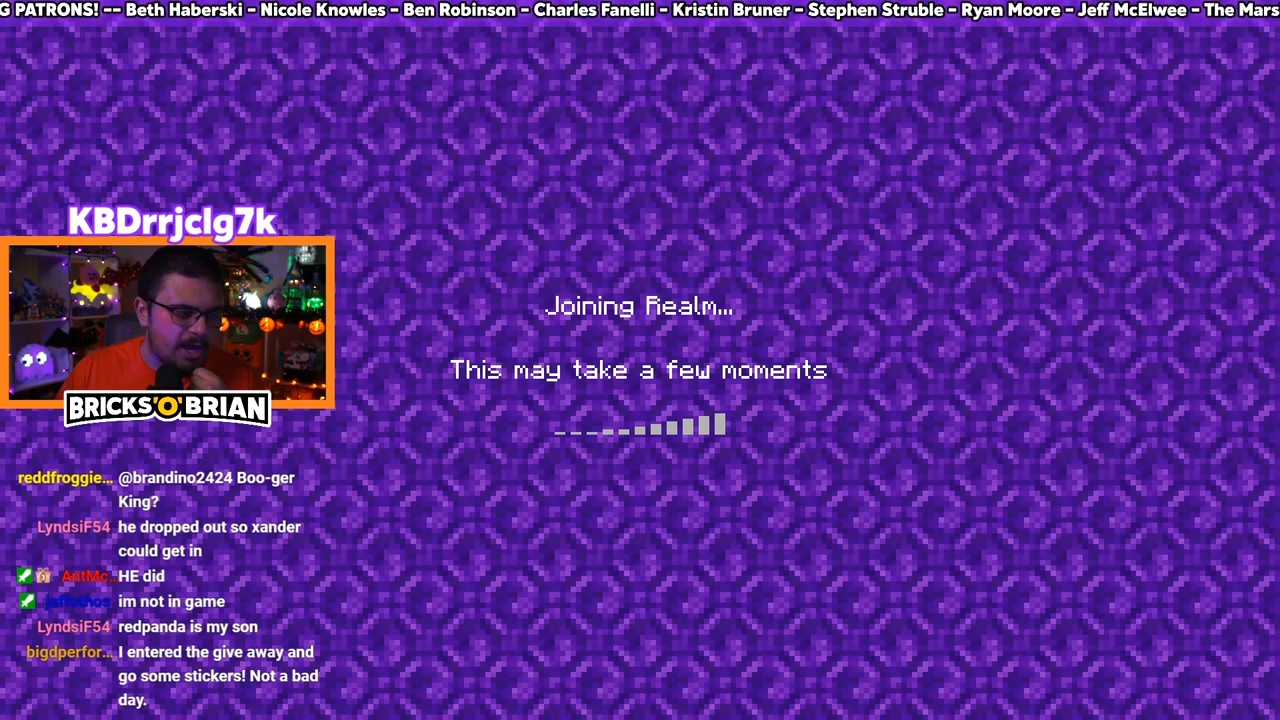 G PATRONS! -- Beth Haberski - Nicole Knowles - Ben Robinson - Charles Fanelli - Kristin Bruner - Stephen Struble - Ryan Moore - Jeff McElwee - The Mars
KBDrrjclg7k
BRICKS'O'BRIAN
Joining Realm...
This may take a few moments
reddfroggie... @brandino2424 Boo-ger
King?
LyndsiF54 he dropped out so xander
could get in
AntMc... HE did
jeffethos im not in game
LyndsiF54 redpanda is my son
bigdperfor... I entered the give away and
go some stickers! Not a bad
day.